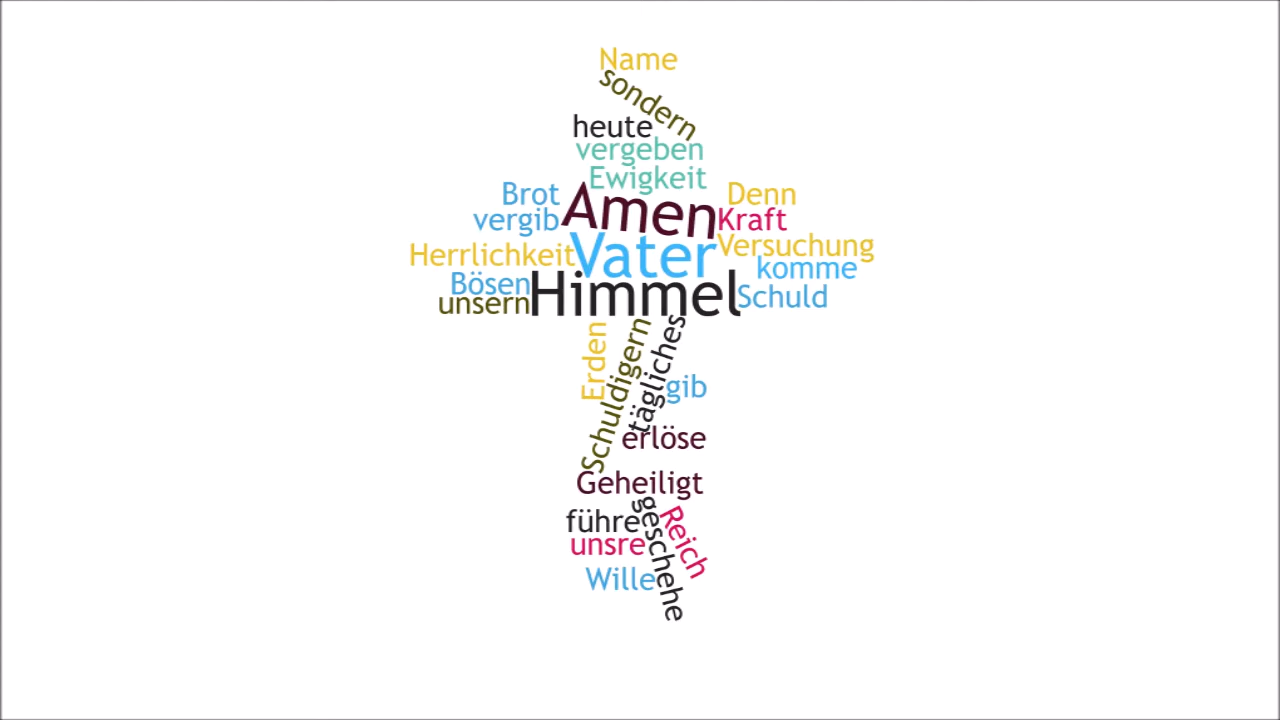 Name
sondern
heute
vergeben
Ewigkeit
Brot
Amen
Denn
vergib
Kraft
Herrlichkeit
Vater
Versuchung
komme
Bösen
Himmel
Schuld
unsern
Erden
Schuldigern
tägliches
gib
erlöse
Geheiligt
führe
geschehe
Reich
unsre
Wille